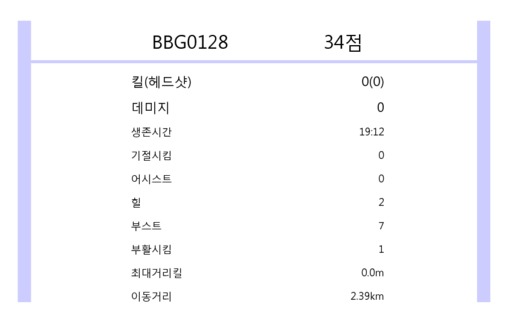 BBG0128 34점
킬(헤드샷) 0(0)
데미지 0
생존시간 19:12
기절시킴 0
어시스트 0
힐 2
부스트 7
부활시킴 1
최대거리킬 0.0m
이동거리 2.39km